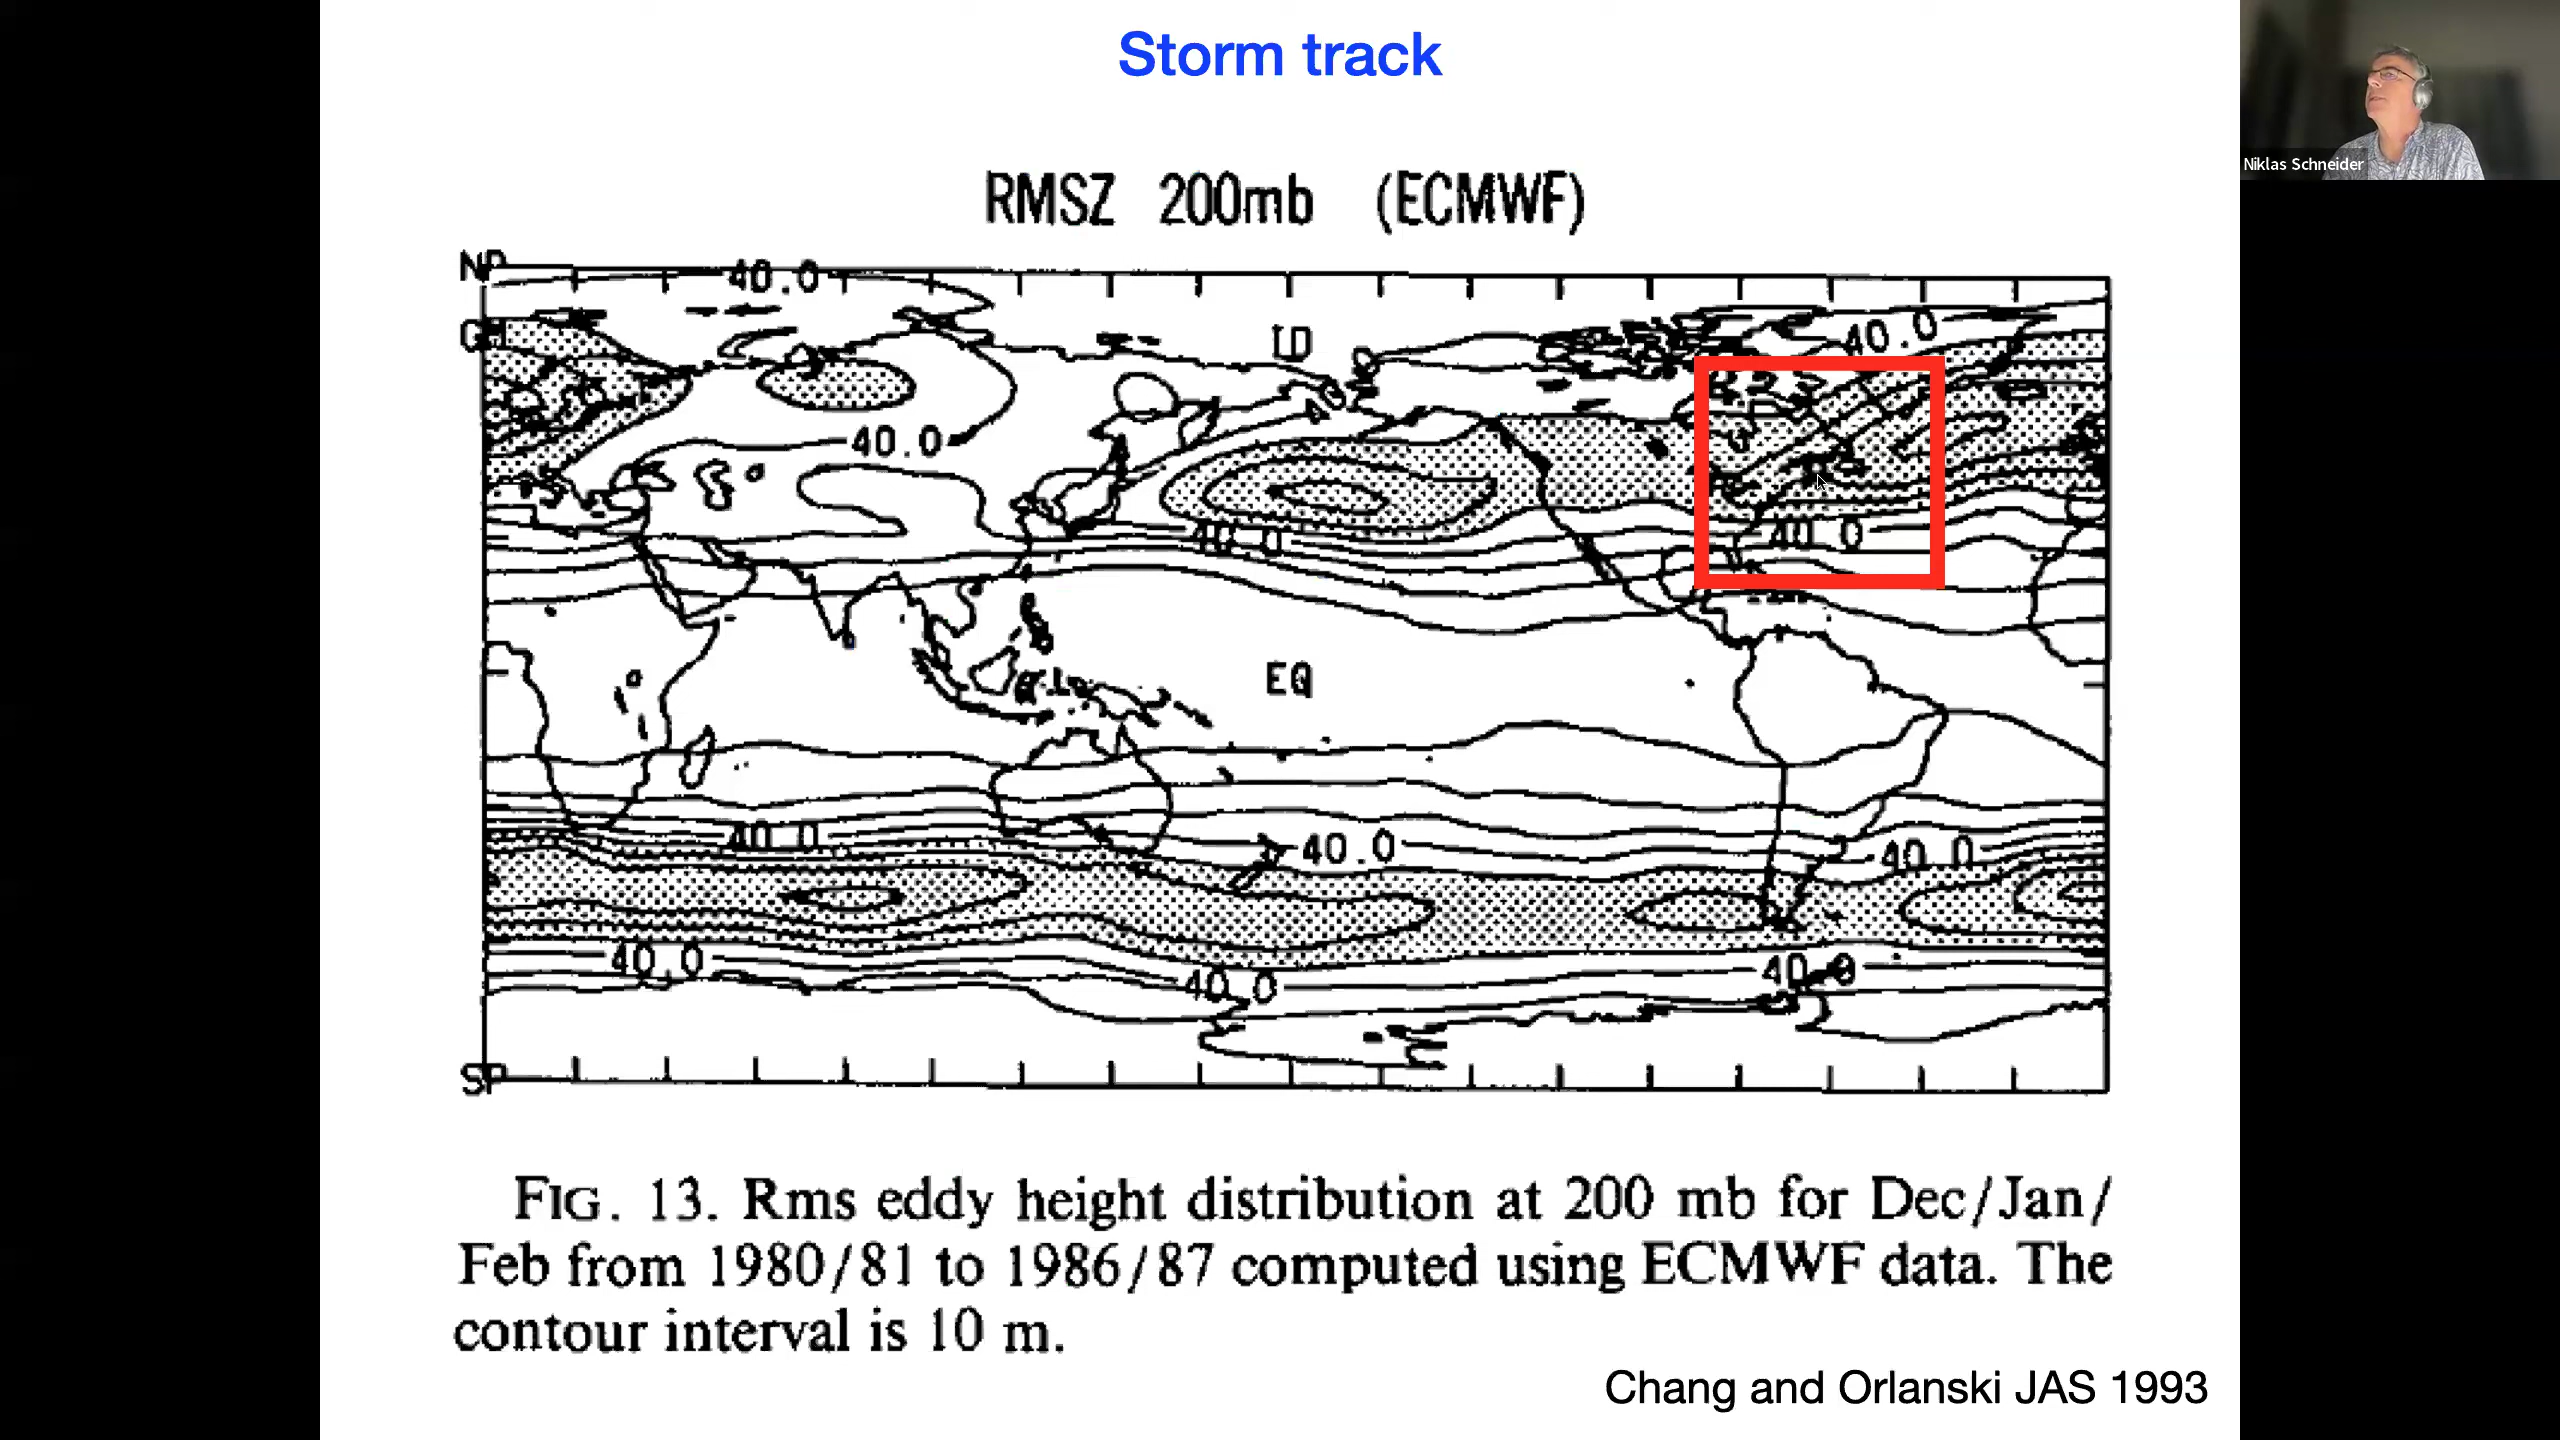 Storm track
Niklas Schneider
RMSZ 200mb (ECMWF)
NP
40.0
GM
40.0
ID
40
40.0
40.0
40.0
EQ
40.0
40.0
40.0
40.0
40.0
40.0
SP
FIG. 13. Rms eddy height distribution at 200 mb for Dec/Jan/
Feb from 1980/81 to 1986/87 computed using ECMWF data. The
contour interval is 10 m.
Chang and Orlanski JAS 1993